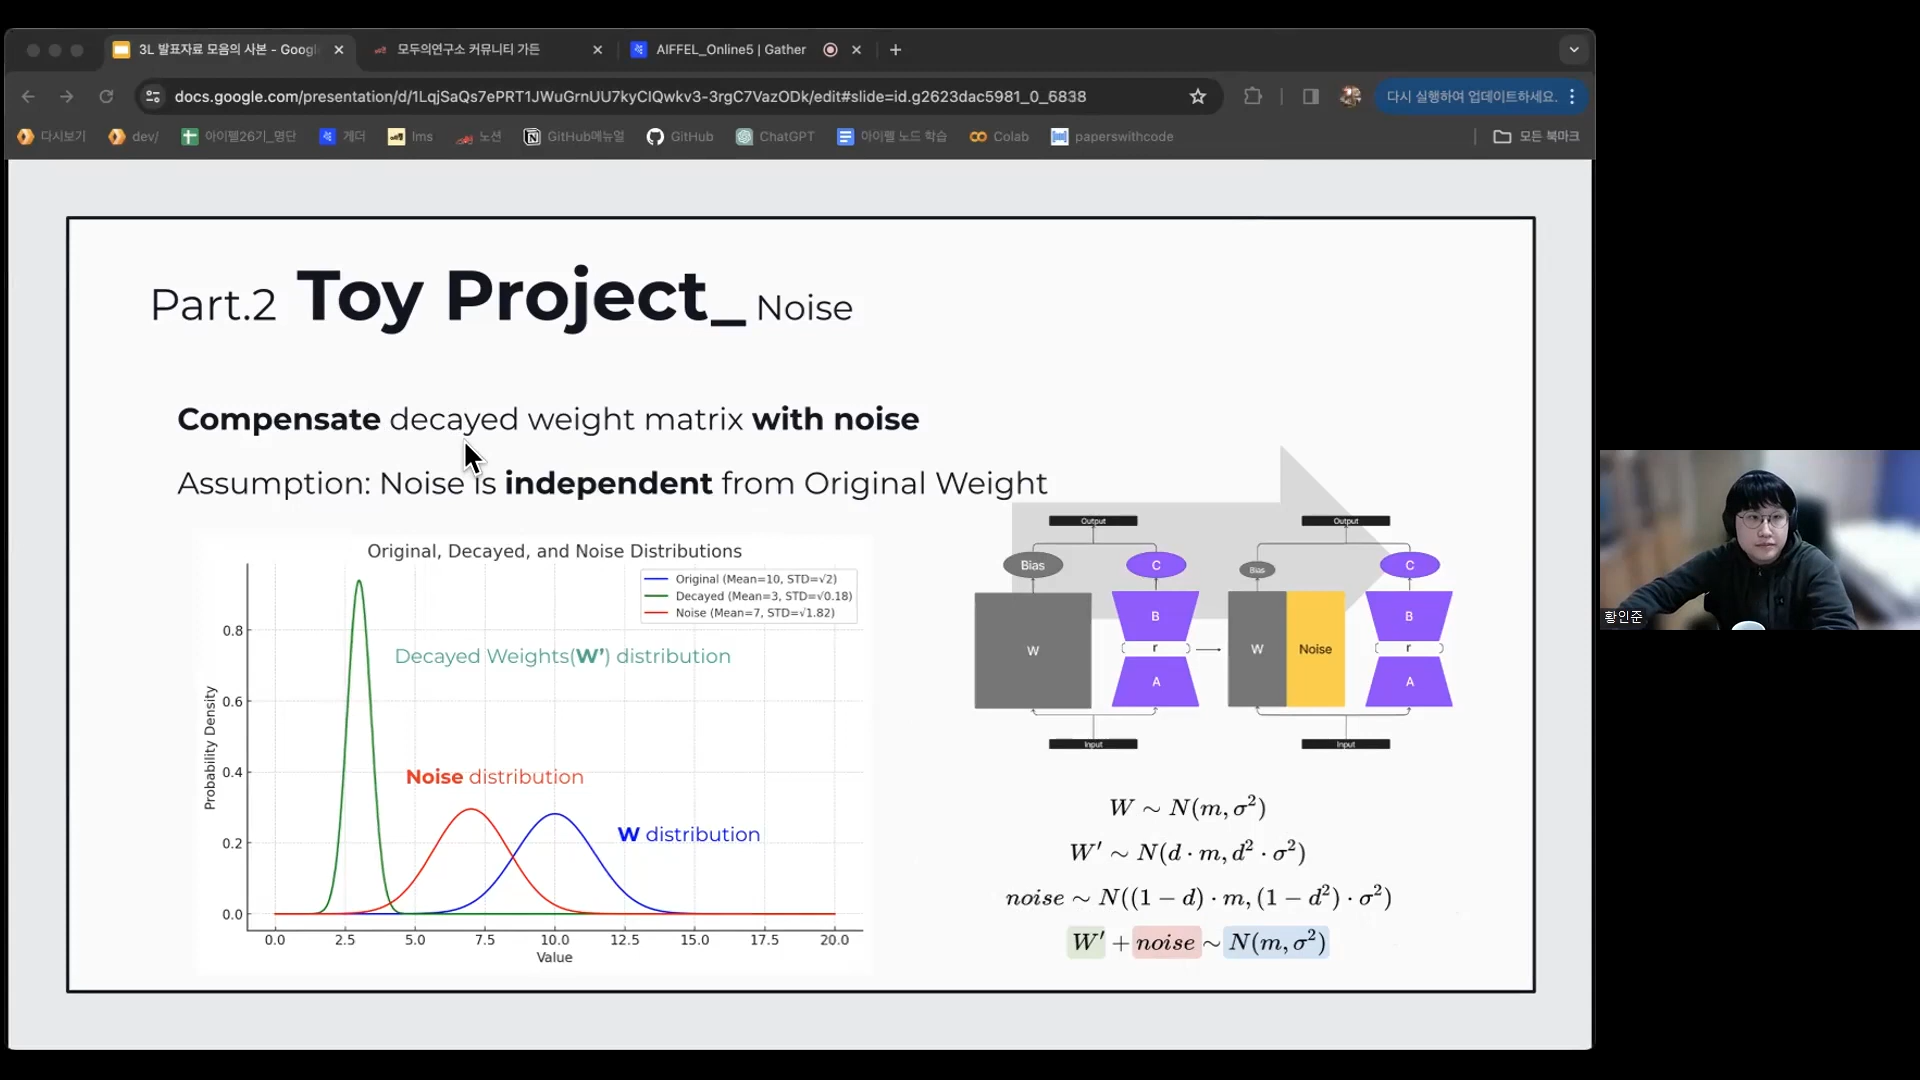 3L 발표자료 모음의 사본 - Goog
모두의연구소 커뮤니티 가든
AIFFEL_Online5 | Gather
docs.google.com/presentation/d/1LqjSaQs7ePRT1JWuGrnUU7kyCIQwkv3-3rgC7VazODk/edit#slide=id.g2623dac5981_0_6838
다시 실행하여 업데이트하세요.
다시보기 dev/ 아이펠26기_명단 게더 lms 노션 GitHub메뉴얼 GitHub ChatGPT 아이펠 노드 학습 Colab paperswithcode 모든 북마크
Part.2 Toy Project_ Noise
Compensate decayed weight matrix with noise
Assumption: Noise is independent from Original Weight
Original, Decayed, and Noise Distributions
Original (Mean=10, STD=√2)
Decayed (Mean=3, STD=√0.18)
Noise (Mean=7, STD=√1.82)
Decayed Weights(W') distribution
Noise distribution
W distribution
Probability Density
0.8
0.6
0.4
0.2
0.0
0.0 2.5 5.0 7.5 10.0 12.5 15.0 17.5 20.0
Value
Output Output
Bias C Bias C
B B
W r W Noise r
A A
Input Input
W ~ N(m, σ²)
W′ ~ N(d · m, d² · σ²)
noise ~ N((1 − d) · m, (1 − d²) · σ²)
W′ + noise ~ N(m, σ²)
황인준